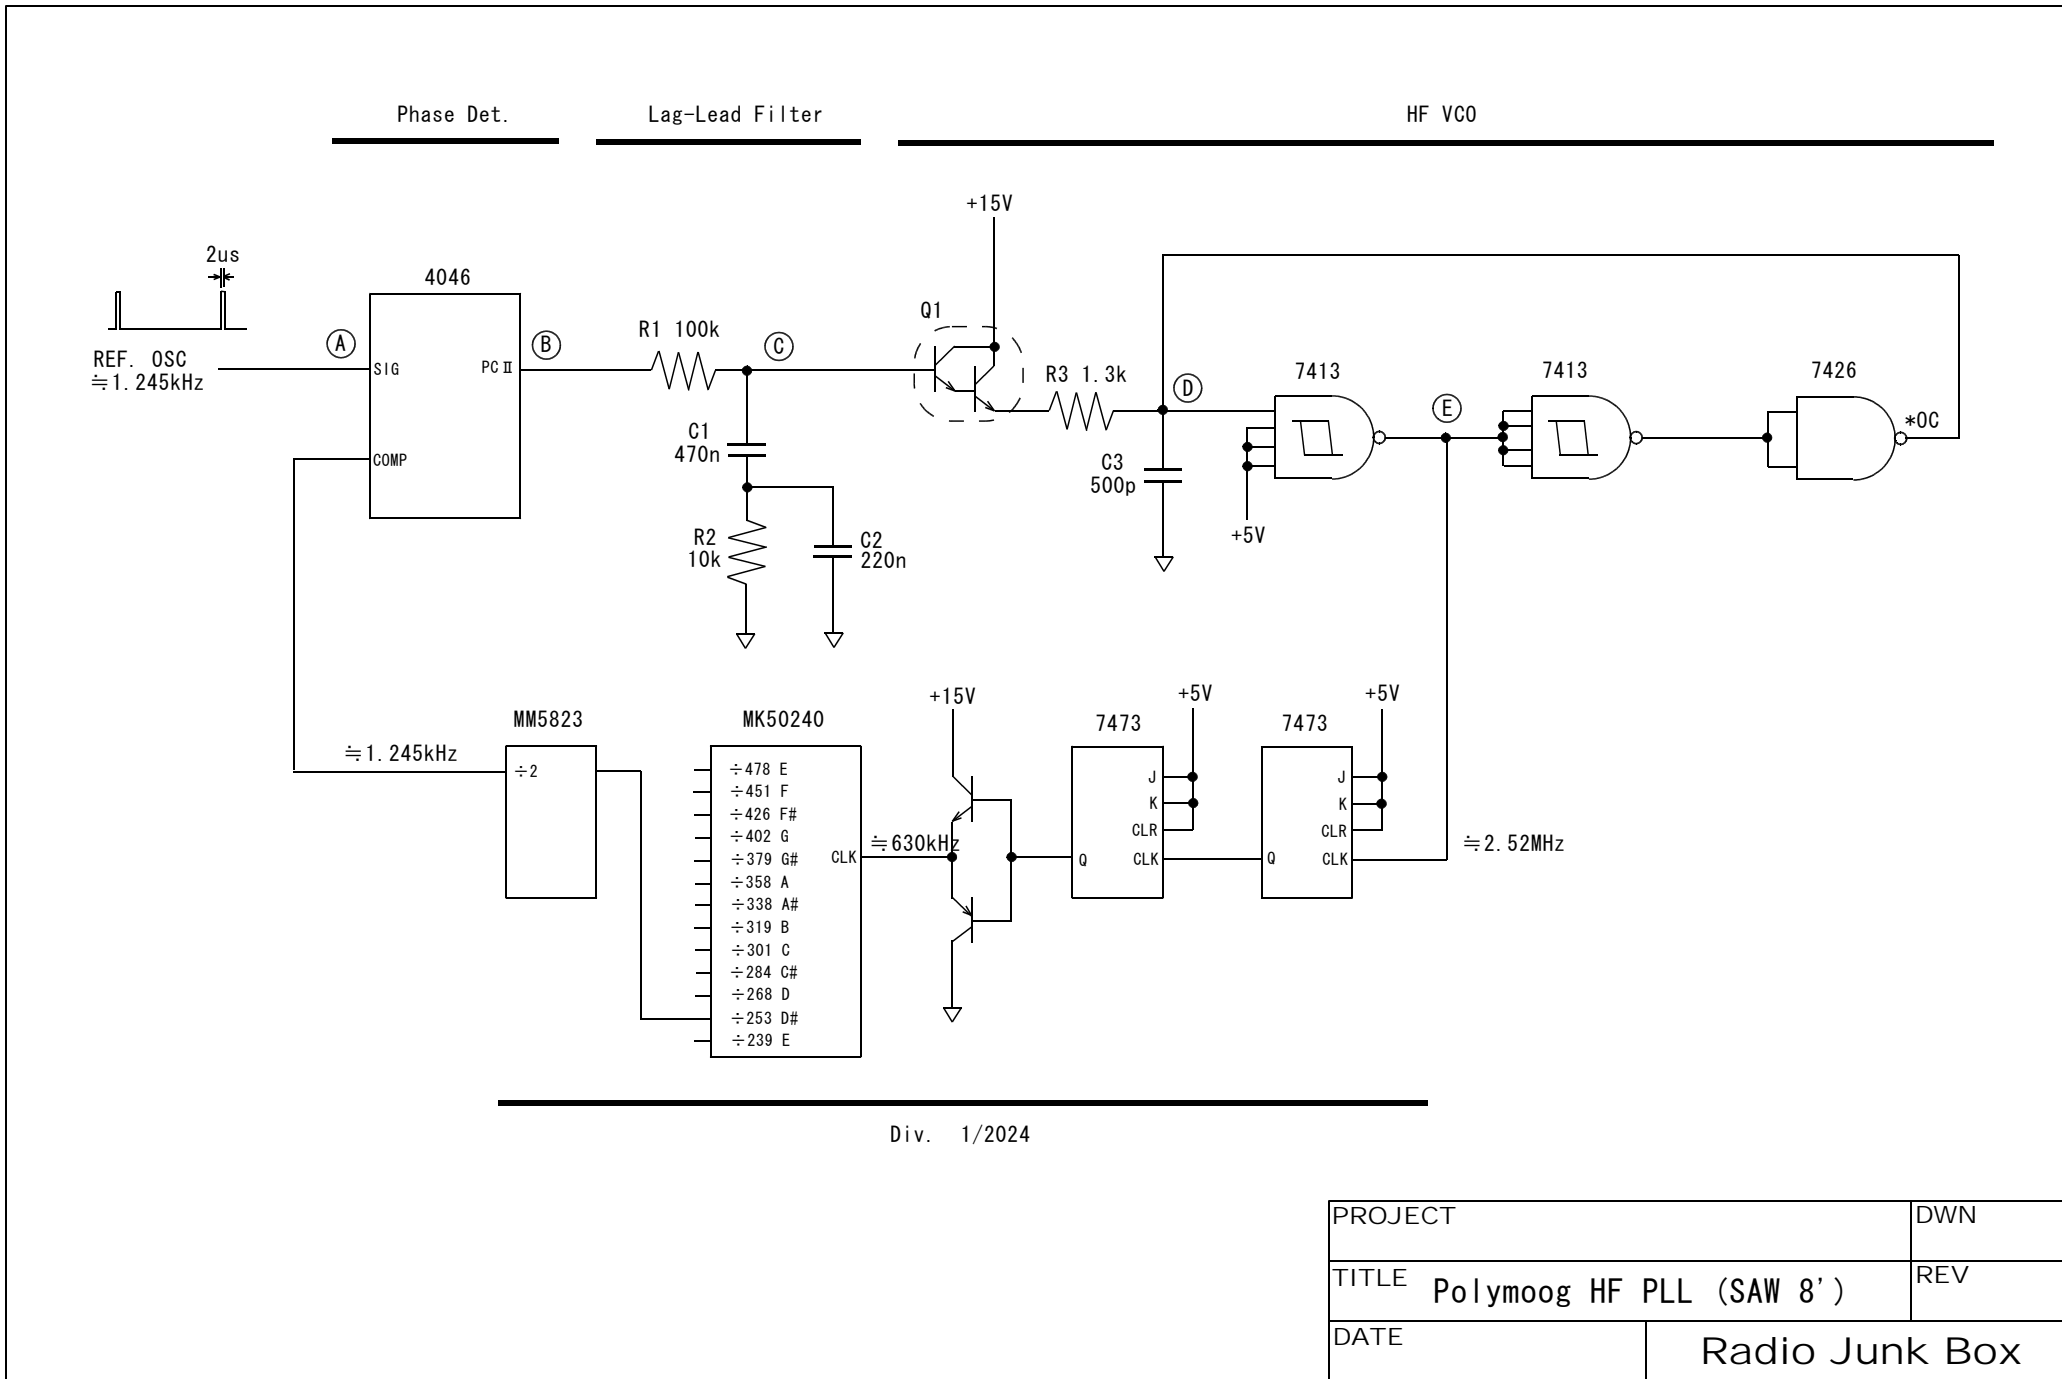 Phase Det.
Lag-Lead Filter
HF VCO
+15V
2us
4046
Q1
R1 100k
A
B
C
REF. OSC
≒1.245kHz
SIG
PCⅡ
COMP
R3 1.3k
D
7413
E
7413
7426
*OC
C1
470n
C3
500p
+5V
R2
10k
C2
220n
+15V
+5V
+5V
MM5823
MK50240
7473
7473
≒1.245kHz
÷2
÷478 E
÷451 F
÷426 F#
÷402 G
÷379 G#
÷358 A
÷338 A#
÷319 B
÷301 C
÷284 C#
÷268 D
÷253 D#
÷239 E
CLK
≒630kHz
J
K
CLR
CLK
Q
J
K
CLR
CLK
Q
≒2.52MHz
Div. 1/2024
PROJECT
DWN
TITLE Polymoog HF PLL (SAW 8')
REV
DATE
Radio Junk Box